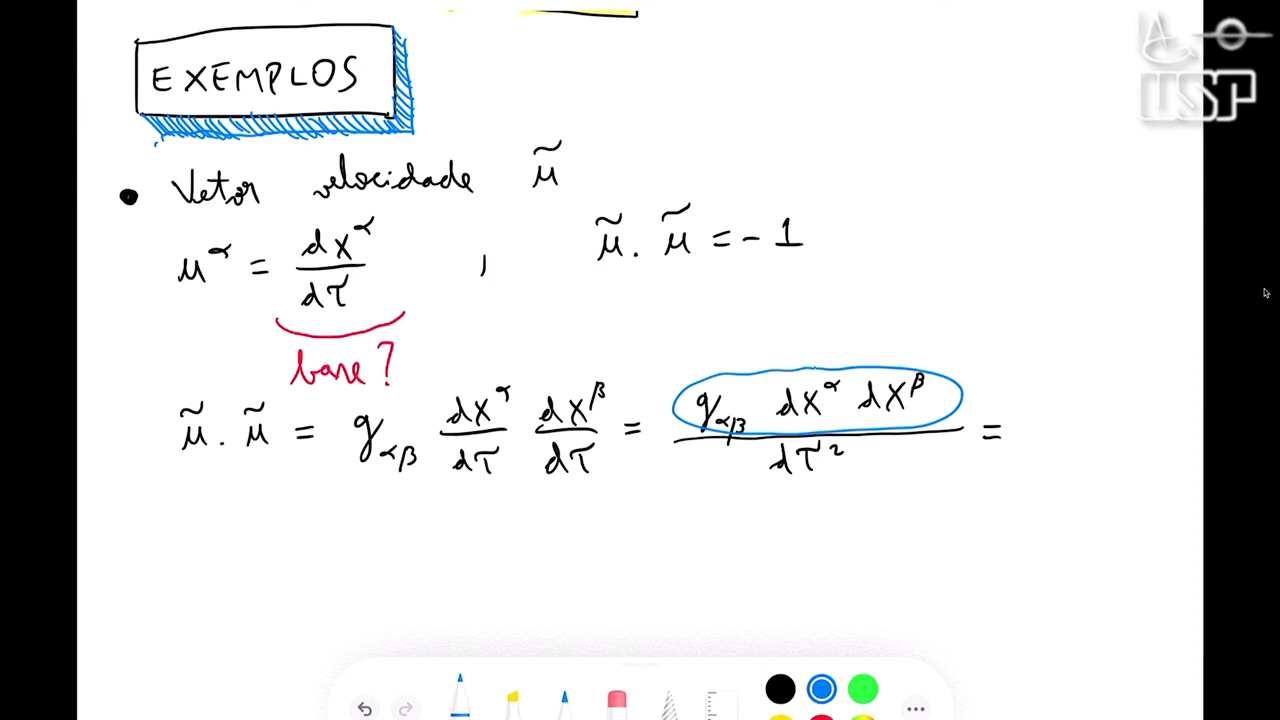 EXEMPLOS
USP
• Vetor velocidade ũ
u^α = dx^α/dτ , ũ . ũ = -1
base?
ũ . ũ = g_αβ dx^α/dτ dx^β/dτ = g_αβ dx^α dx^β / dτ² =